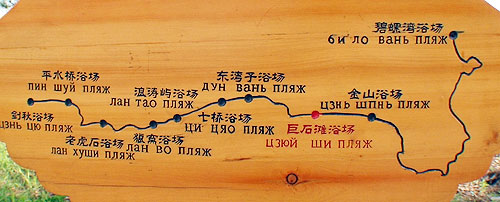 碧螺湾浴场
би ло вань пляж
平水桥浴场
пин шуй пляж
浪涛屿浴场
лан тао пляж
东湾子浴场
дун вань пляж
金山浴场
цзнь шпнь пляж
剑秋浴场
цзнь цю пляж
老虎石浴场
лан хуши пляж
狼窝浴场
лан во пляж
七桥浴场
ци цяо пляж
巨石滩浴场
цзюй ши пляж